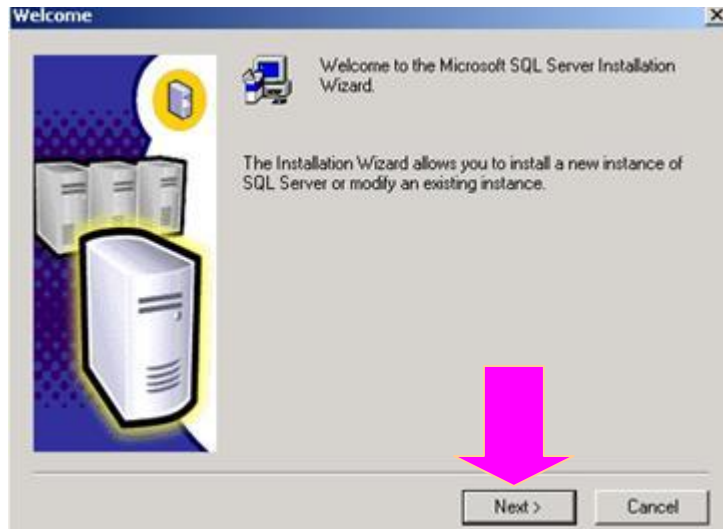 Welcome
Welcome to the Microsoft SQL Server Installation
Wizard.
The Installation Wizard allows you to install a new instance of
SQL Server or modify an existing instance.
Next >
Cancel